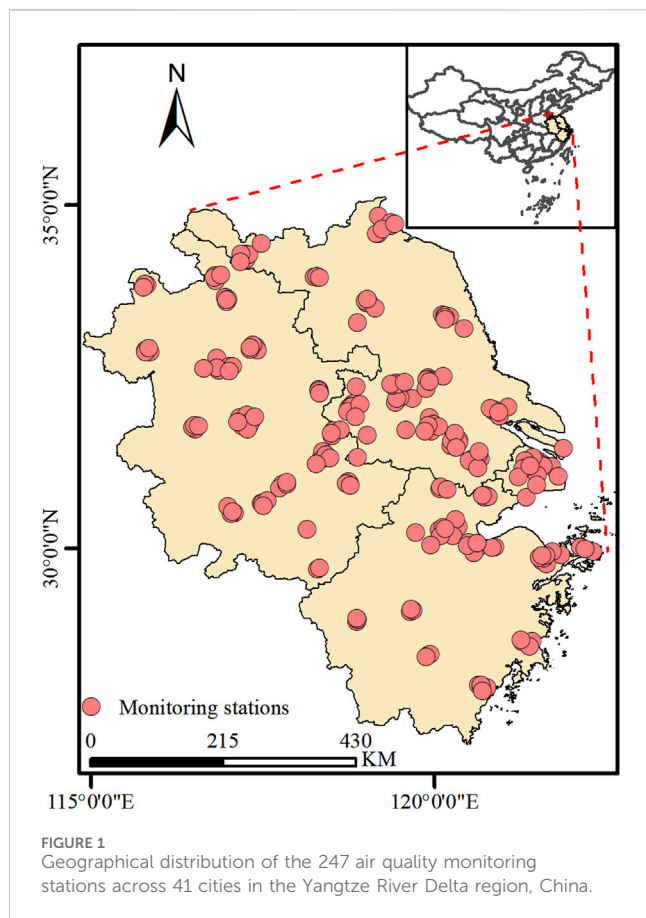 N
35°0'0"N
30°0'0"N
Monitoring stations
0 215 430
KM
115°0'0"E 120°0'0"E
FIGURE 1
Geographical distribution of the 247 air quality monitoring
stations across 41 cities in the Yangtze River Delta region, China.